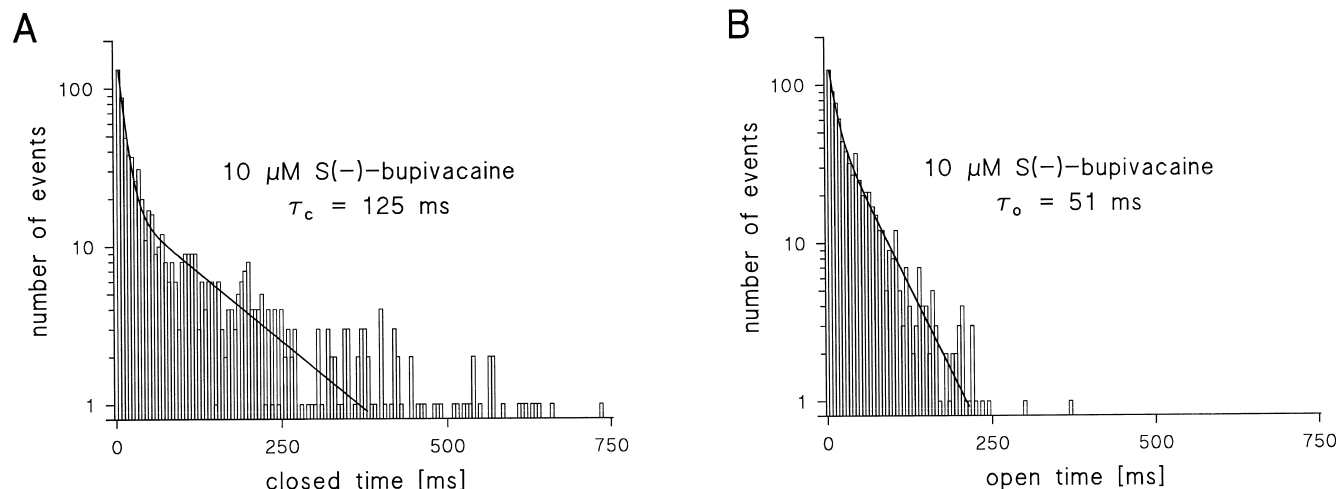 A
number of events
100
10
1
10 μM S(−)−bupivacaine
τc = 125 ms
0 250 500 750
closed time [ms]
B
number of events
100
10
1
10 μM S(−)−bupivacaine
τo = 51 ms
0 250 500 750
open time [ms]